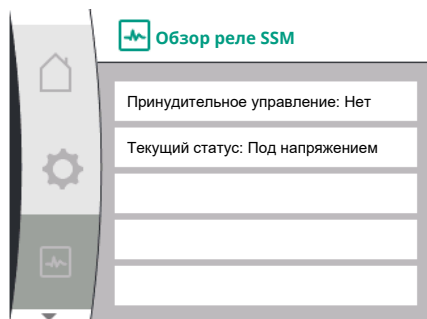 Обзор реле SSM
Принудительное управление: Нет
Текущий статус: Под напряжением